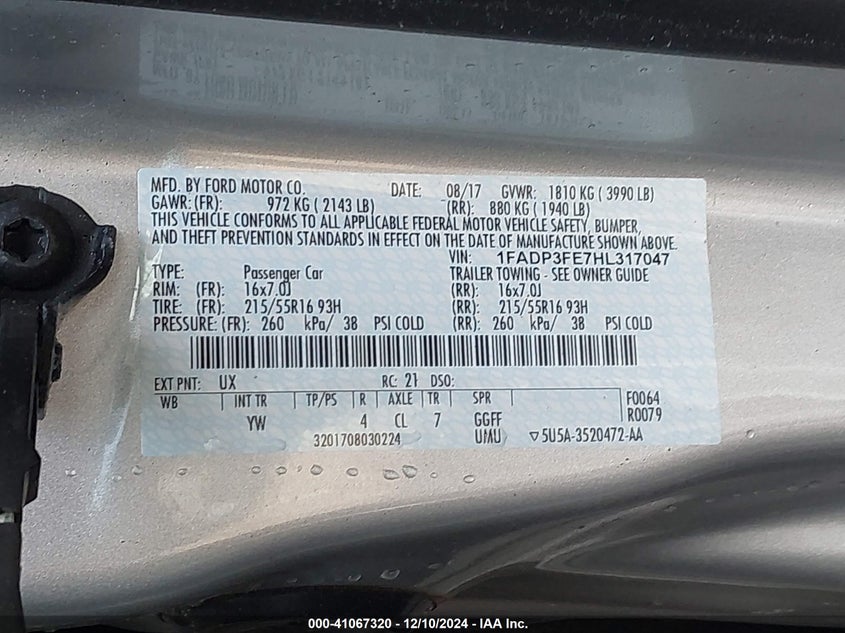 MFD. BY FORD MOTOR CO. DATE: 08/17 GVWR: 1810 KG ( 3990 LB)
GAWR: (FR): 972 KG ( 2143 LB) (RR): 880 KG ( 1940 LB)
THIS VEHICLE CONFORMS TO ALL APPLICABLE FEDERAL MOTOR VEHICLE SAFETY, BUMPER,
AND THEFT PREVENTION STANDARDS IN EFFECT ON THE DATE OF MANUFACTURE SHOWN ABOVE.
VIN: 1FADP3FE7HL317047
TYPE: Passenger Car TRAILER TOWING - SEE OWNER GUIDE
RIM: (FR): 16x7.0J (RR): 16x7.0J
TIRE: (FR): 215/55R16 93H (RR): 215/55R16 93H
PRESSURE: (FR): 260 kPa/ 38 PSI COLD (RR): 260 kPa/ 38 PSI COLD
EXT PNT: UX RC: 21 DSO:
WB INT TR TP/PS R AXLE TR SPR F0064
YW 4 CL 7 GGFF R0079
3201708030224 UMU ▽5U5A-3520472-AA
000-41067320 - 12/10/2024 - IAA Inc.